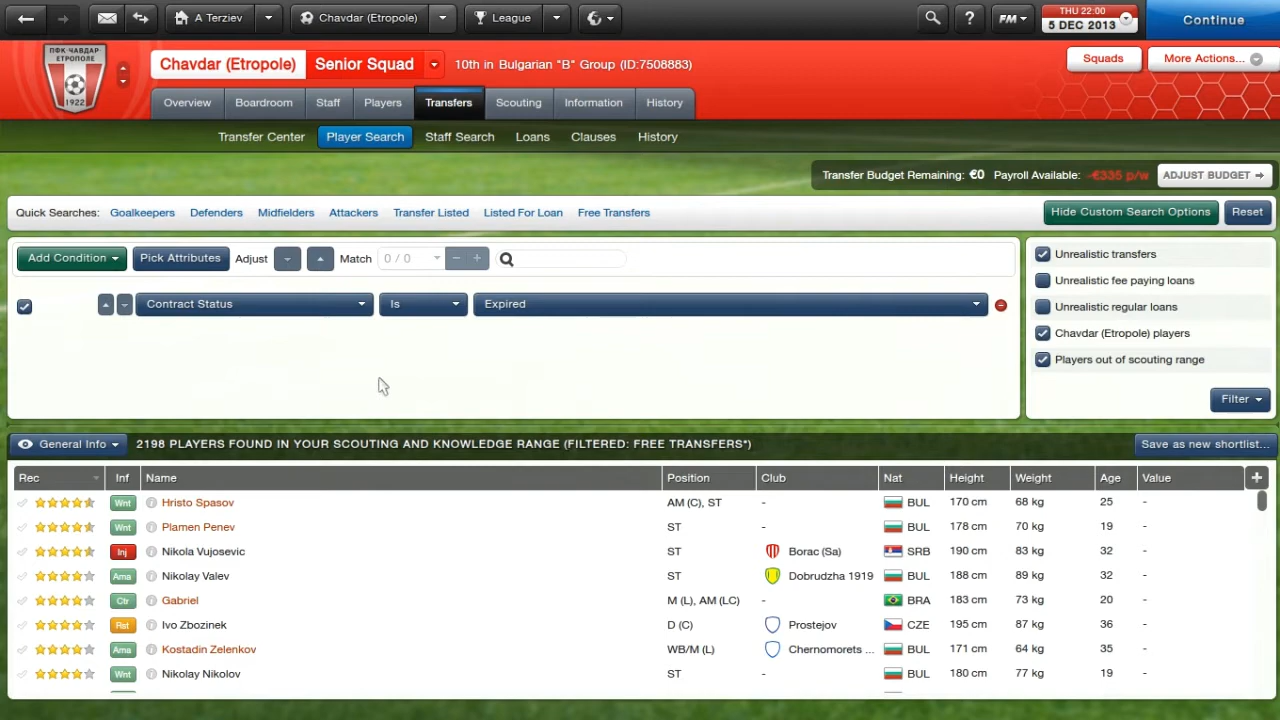 A Terziev
Chavdar (Etropole)
League
?
FM
THU 22:00
5 DEC 2013
Continue
ПФК ЧАВДАР
ЕТРОПОЛЕ
1922
Chavdar (Etropole)
Senior Squad
10th in Bulgarian "B" Group (ID:7508883)
Squads
More Actions...
Overview
Boardroom
Staff
Players
Transfers
Scouting
Information
History
Transfer Center
Player Search
Staff Search
Loans
Clauses
History
Transfer Budget Remaining: €0
Payroll Available: -€335 p/w
ADJUST BUDGET
Quick Searches:
Goalkeepers
Defenders
Midfielders
Attackers
Transfer Listed
Listed For Loan
Free Transfers
Hide Custom Search Options
Reset
Add Condition
Pick Attributes
Adjust
Match
0 / 0
Unrealistic transfers
Unrealistic fee paying loans
Contract Status
Is
Expired
Unrealistic regular loans
Chavdar (Etropole) players
Players out of scouting range
Filter
General Info
2198 PLAYERS FOUND IN YOUR SCOUTING AND KNOWLEDGE RANGE (FILTERED: FREE TRANSFERS*)
Save as new shortlist...
Rec Inf Name Position Club Nat Height Weight Age Value
Wnt Hristo Spasov AM (C), ST - BUL 170 cm 68 kg 25 -
Wnt Plamen Penev ST - BUL 178 cm 70 kg 19 -
Inj Nikola Vujosevic ST Borac (Sa) SRB 190 cm 83 kg 32 -
Ama Nikolay Valev ST Dobrudzha 1919 BUL 188 cm 89 kg 32 -
Ctr Gabriel M (L), AM (LC) - BRA 183 cm 73 kg 20 -
Rst Ivo Zbozinek D (C) Prostejov CZE 195 cm 87 kg 36 -
Ama Kostadin Zelenkov WB/M (L) Chernomorets ... BUL 171 cm 64 kg 35 -
Wnt Nikolay Nikolov ST - BUL 180 cm 77 kg 19 -